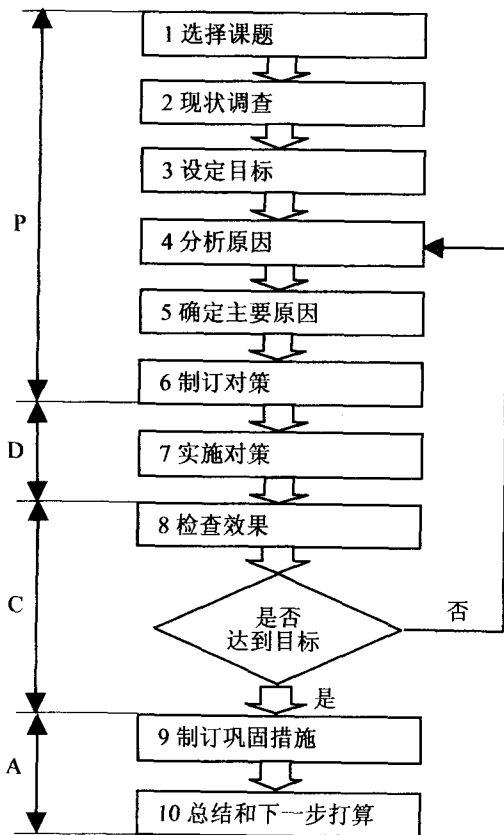 1 选择课题
2 现状调查
3 设定目标
P
4 分析原因
5 确定主要原因
6 制订对策
D
7 实施对策
8 检查效果
C
是否
达到目标
否
是
9 制订巩固措施
A
10 总结和下一步打算